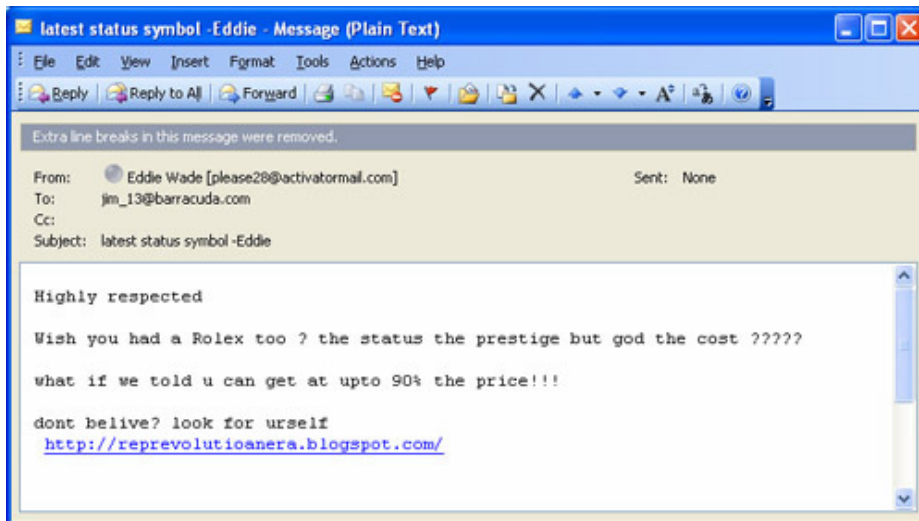 latest status symbol -Eddie - Message (Plain Text)
File Edit View Insert Format Tools Actions Help
Reply Reply to All Forward
Extra line breaks in this message were removed.
From: Eddie Wade [please28@activatormail.com] Sent: None
To: jim_13@barracuda.com
Cc:
Subject: latest status symbol -Eddie
Highly respected
Wish you had a Rolex too ? the status the prestige but god the cost ?????
what if we told u can get at upto 90% the price!!!
dont belive? look for urself
http://reprevolutioanera.blogspot.com/